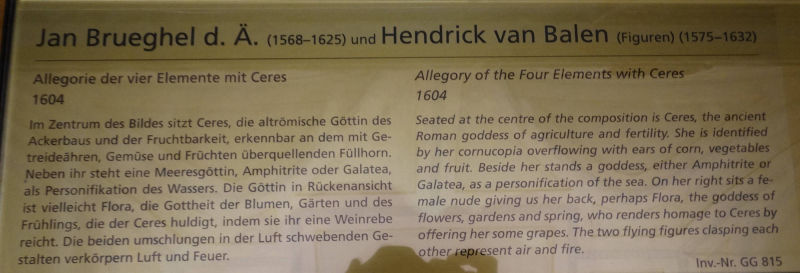 Jan Brueghel d. Ä. (1568–1625) und Hendrick van Balen (Figuren) (1575–1632)
Allegorie der vier Elemente mit Ceres
1604
Im Zentrum des Bildes sitzt Ceres, die altrömische Göttin des
Ackerbaus und der Fruchtbarkeit, erkennbar an dem mit Ge-
treideähren, Gemüse und Früchten überquellenden Füllhorn.
Neben ihr steht eine Meeresgöttin, Amphitrite oder Galatea,
als Personifikation des Wassers. Die Göttin in Rückenansicht
ist vielleicht Flora, die Gottheit der Blumen, Gärten und des
Frühlings, die der Ceres huldigt, indem sie ihr eine Weinrebe
reicht. Die beiden umschlungen in der Luft schwebenden Ge-
stalten verkörpern Luft und Feuer.
Allegory of the Four Elements with Ceres
1604
Seated at the centre of the composition is Ceres, the ancient
Roman goddess of agriculture and fertility. She is identified
by her cornucopia overflowing with ears of corn, vegetables
and fruit. Beside her stands a goddess, either Amphitrite or
Galatea, as a personification of the sea. On her right sits a fe-
male nude giving us her back, perhaps Flora, the goddess of
flowers, gardens and spring, who renders homage to Ceres by
offering her some grapes. The two flying figures clasping each
other represent air and fire.
Inv.-Nr. GG 815